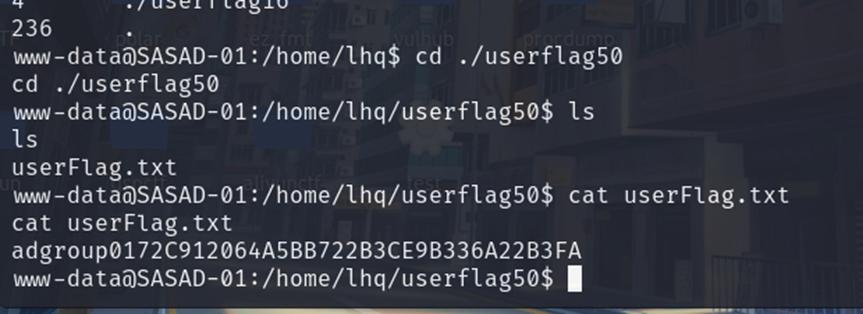 4       ./userflag16
236     .
www-data@SASAD-01:/home/lhq$ cd ./userflag50
cd ./userflag50
www-data@SASAD-01:/home/lhq/userflag50$ ls
ls
userFlag.txt
www-data@SASAD-01:/home/lhq/userflag50$ cat userFlag.txt
cat userFlag.txt
adgroup0172C912064A5BB722B3CE9B336A22B3FA
www-data@SASAD-01:/home/lhq/userflag50$